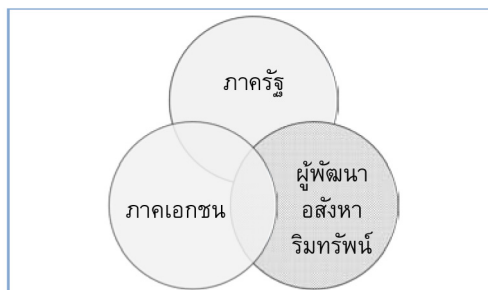 ภาครัฐ
ภาคเอกชน
ผู้พัฒนา
อสังหา
ริมทรัพน์